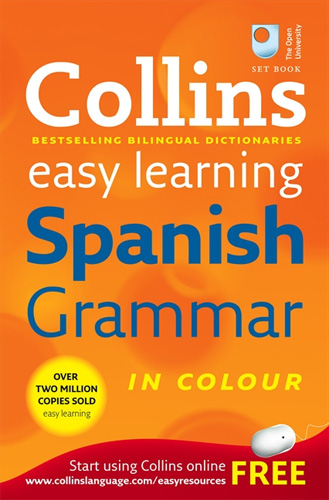 The Open
University
SET BOOK
Collins
BESTSELLING BILINGUAL DICTIONARIES
easy learning
Spanish
Grammar
OVER
TWO MILLION
COPIES SOLD
easy learning
IN COLOUR
Start using Collins online
www.collinslanguage.com/easyresources
FREE